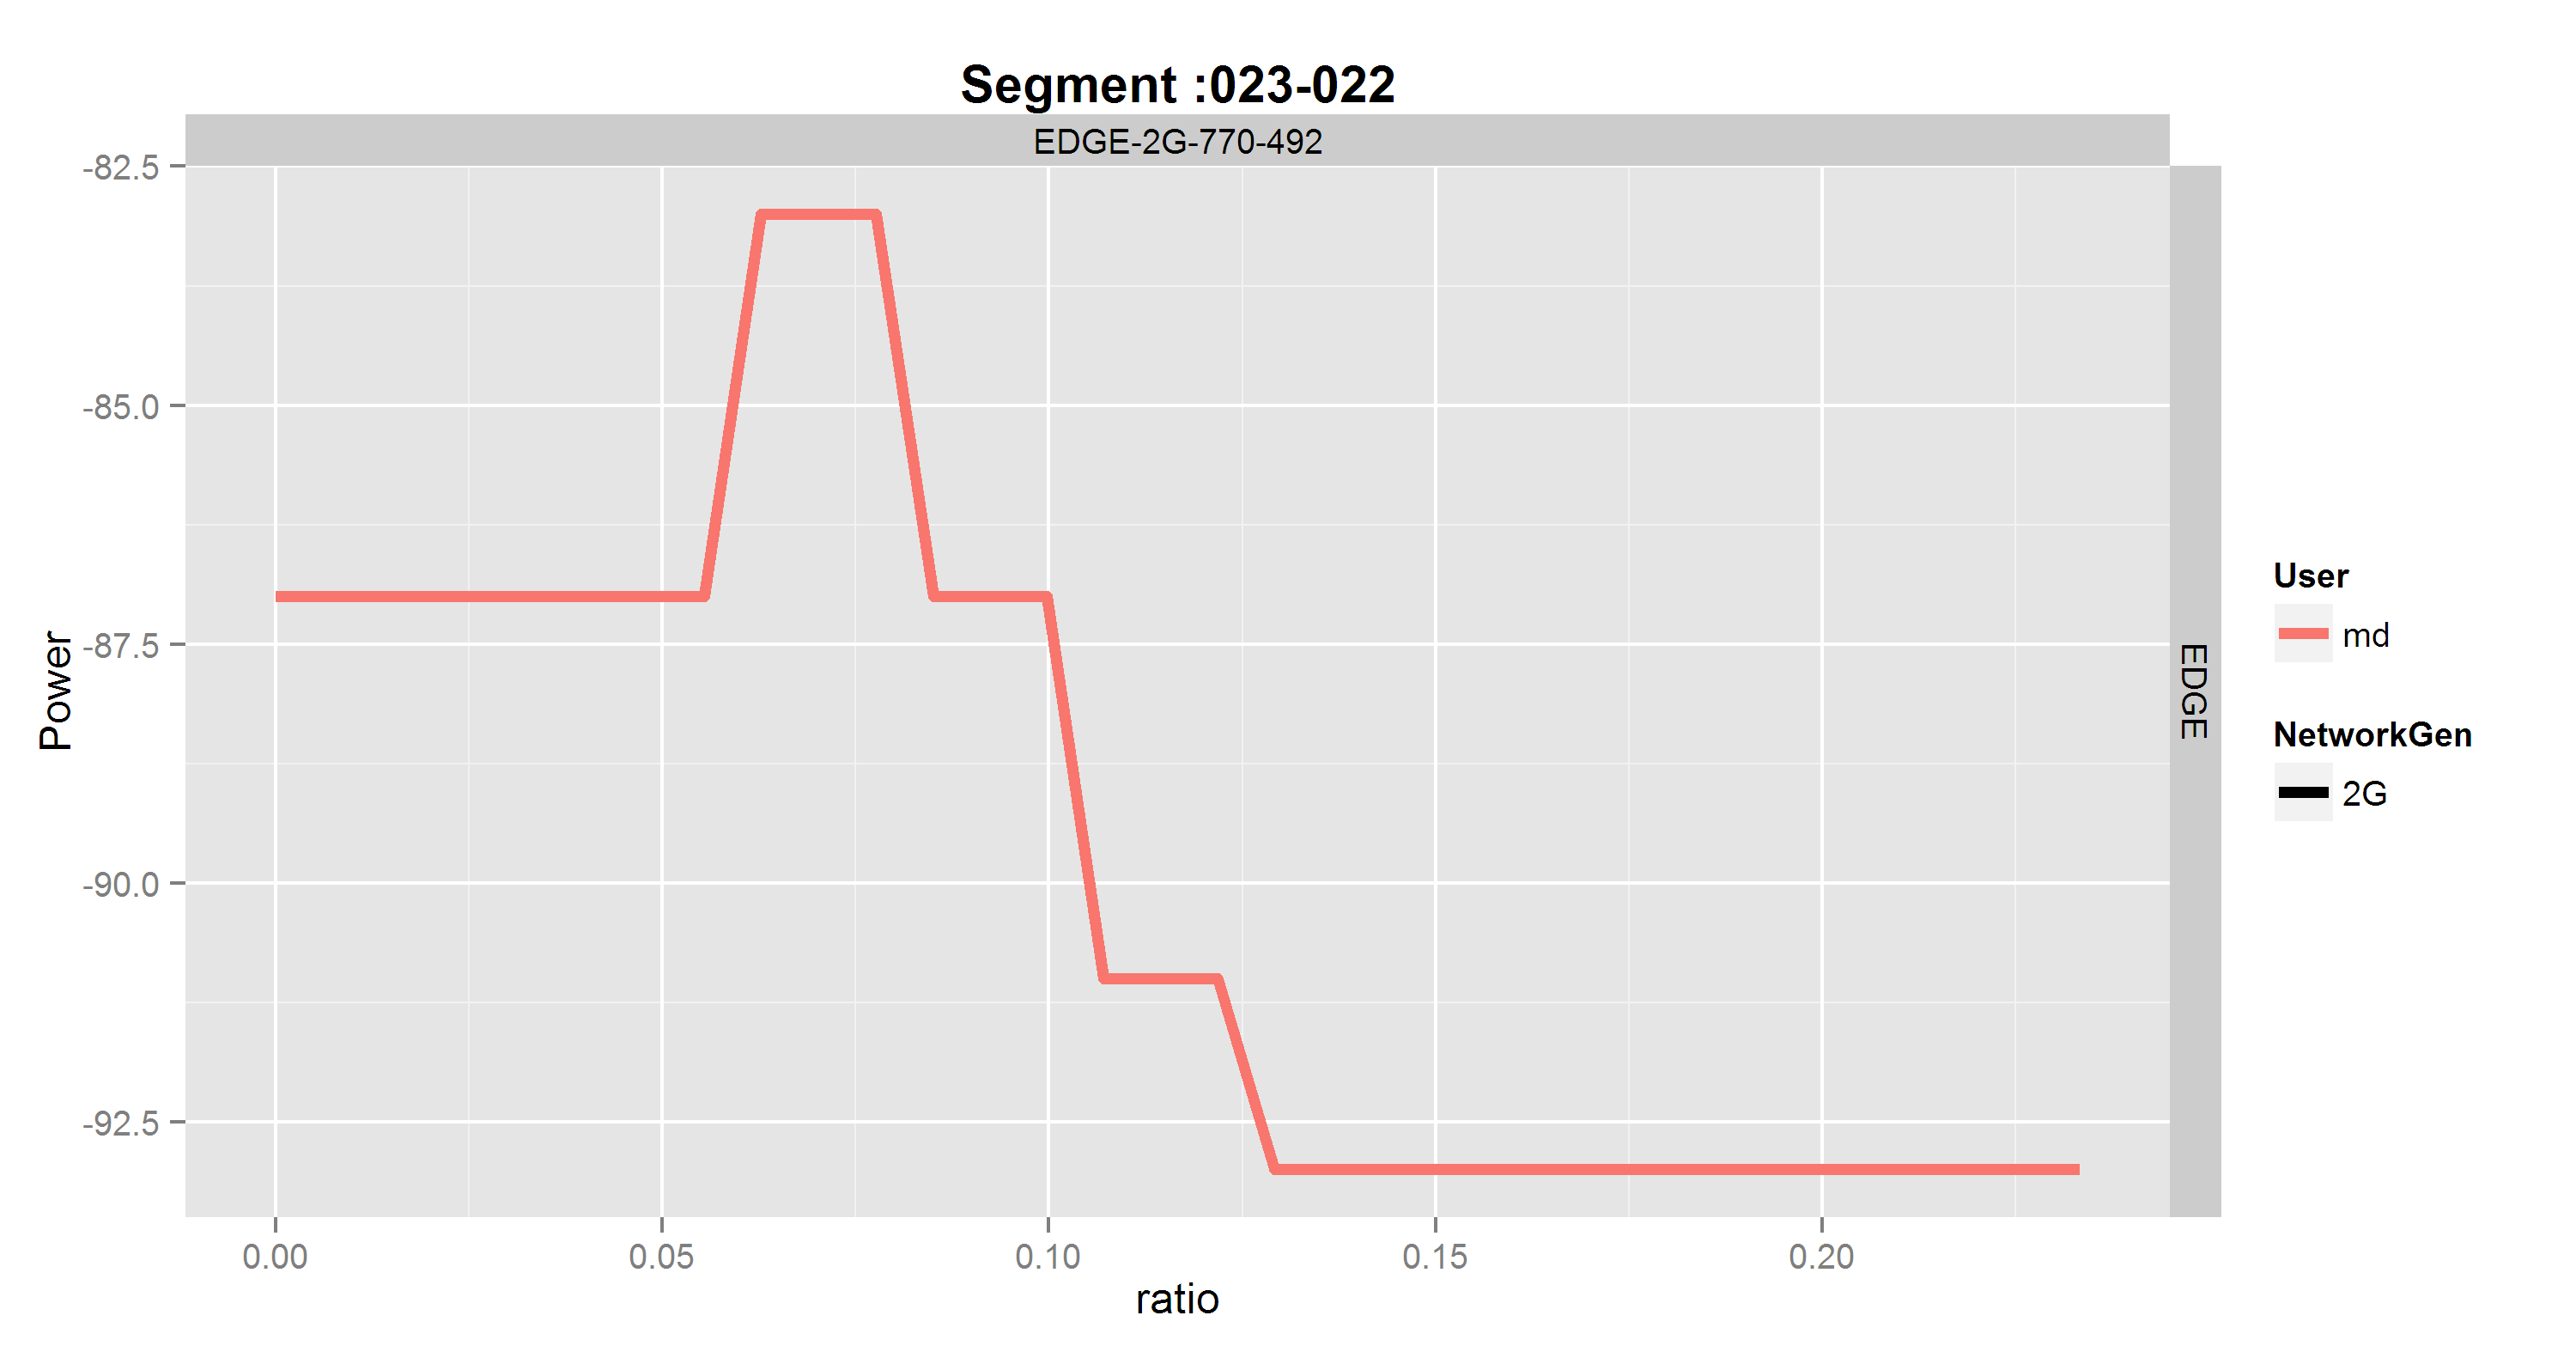 Segment :023-022
EDGE-2G-770-492
-82.5
-85.0
-87.5
-90.0
-92.5
Power
EDGE
0.00 0.05 0.10 0.15 0.20
ratio
User
md
NetworkGen
2G